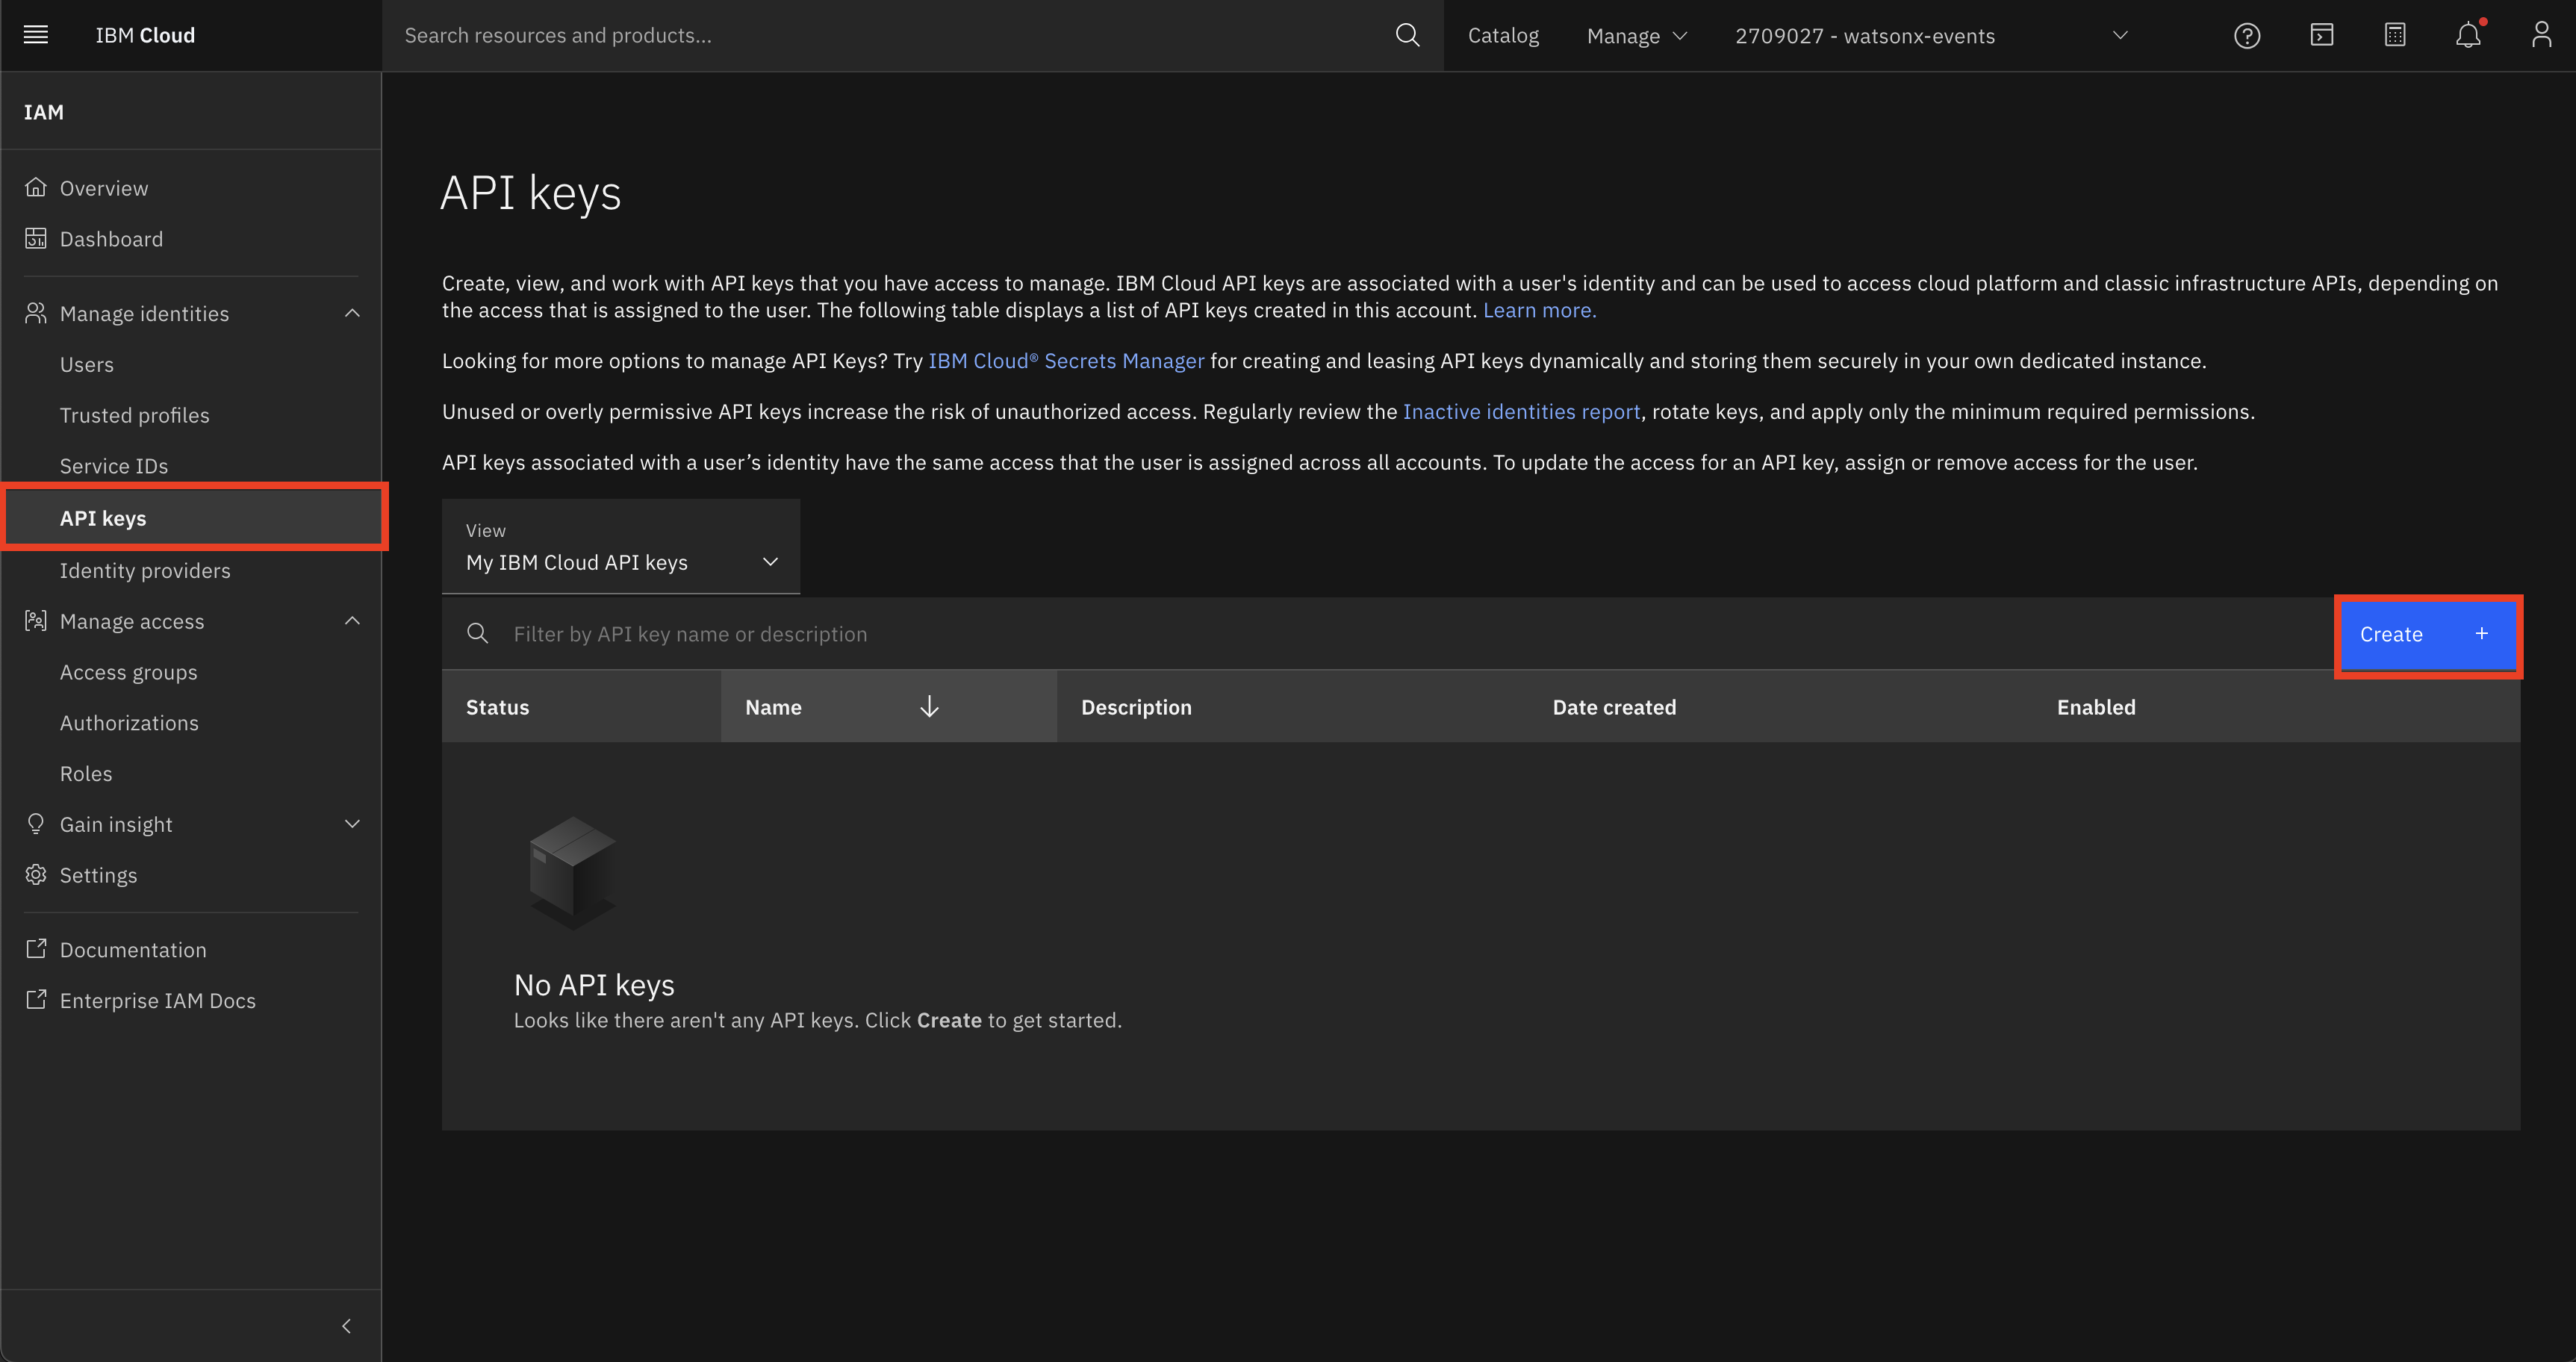 IBM Cloud
Search resources and products...
Catalog
Manage
2709027 - watsonx-events
IAM
Overview
Dashboard
Manage identities
Users
Trusted profiles
Service IDs
API keys
Identity providers
Manage access
Access groups
Authorizations
Roles
Gain insight
Settings
Documentation
Enterprise IAM Docs
API keys
Create, view, and work with API keys that you have access to manage. IBM Cloud API keys are associated with a user's identity and can be used to access cloud platform and classic infrastructure APIs, depending on
the access that is assigned to the user. The following table displays a list of API keys created in this account. Learn more.
Looking for more options to manage API Keys? Try IBM Cloud® Secrets Manager for creating and leasing API keys dynamically and storing them securely in your own dedicated instance.
Unused or overly permissive API keys increase the risk of unauthorized access. Regularly review the Inactive identities report, rotate keys, and apply only the minimum required permissions.
API keys associated with a user’s identity have the same access that the user is assigned across all accounts. To update the access for an API key, assign or remove access for the user.
View
My IBM Cloud API keys
Filter by API key name or description
Create +
Status
Name
Description
Date created
Enabled
No API keys
Looks like there aren't any API keys. Click Create to get started.